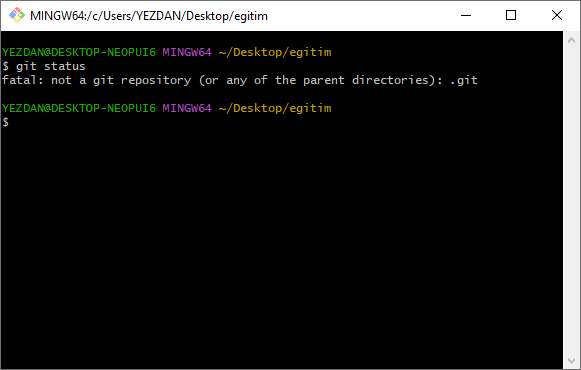 MINGW64:/c/Users/YEZDAN/Desktop/egitim
YEZDAN@DESKTOP-NEOPUI6 MINGW64 ~/Desktop/egitim
$ git status
fatal: not a git repository (or any of the parent directories): .git
YEZDAN@DESKTOP-NEOPUI6 MINGW64 ~/Desktop/egitim
$